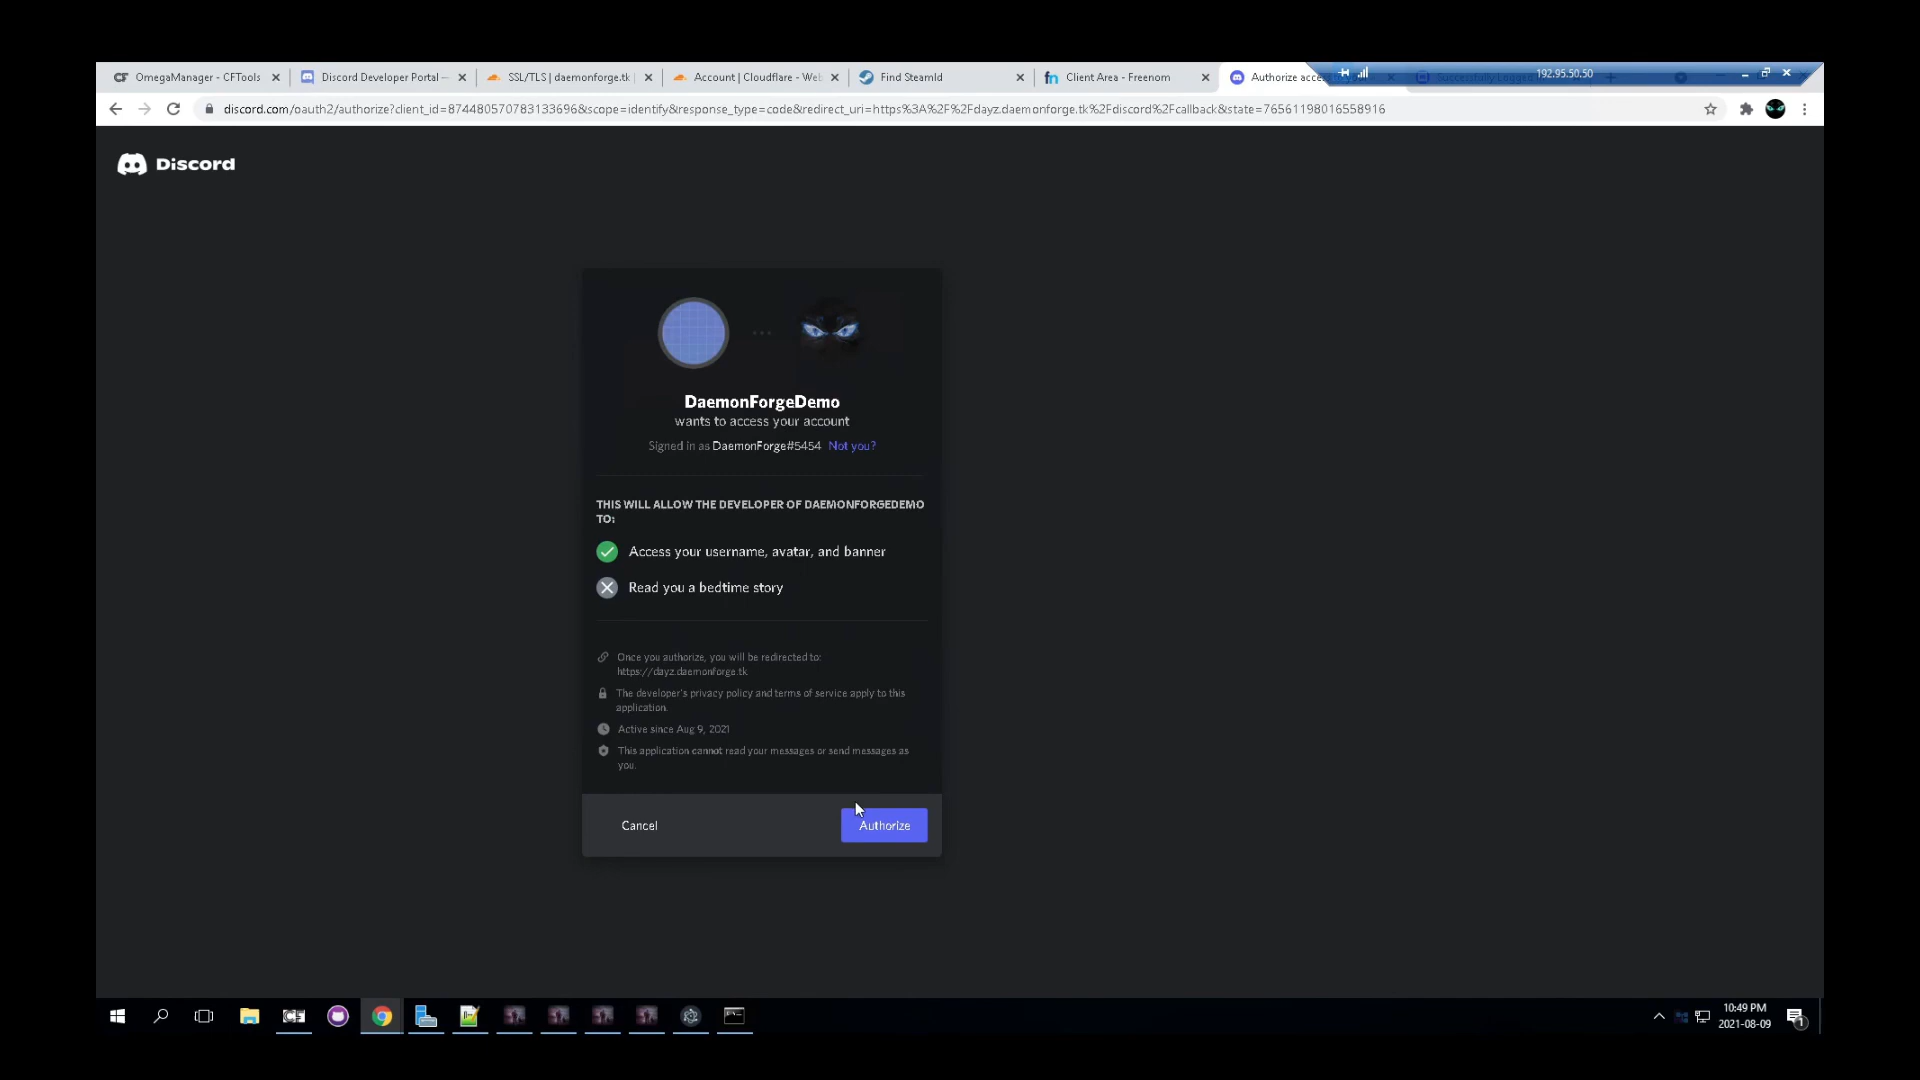 OmegaManager - CFTools
Discord Developer Portal —
SSL/TLS | daemonforge.tk |
Account | Cloudflare - Web
Find SteamId
Client Area - Freenom
Authorize acce
Successfully Logged
192.95.50.50
discord.com/oauth2/authorize?client_id=874480570783133696&scope=identify&response_type=code&redirect_uri=https%3A%2F%2Fdayz.daemonforge.tk%2Fdiscord%2Fcallback&state=76561198016558916
Discord
DaemonForgeDemo
wants to access your account
Signed in as DaemonForge#5454 Not you?
THIS WILL ALLOW THE DEVELOPER OF DAEMONFORGEDEMO
TO:
Access your username, avatar, and banner
Read you a bedtime story
Once you authorize, you will be redirected to:
https://dayz.daemonforge.tk
The developer's privacy policy and terms of service apply to this
application.
Active since Aug 9, 2021
This application cannot read your messages or send messages as
you.
Cancel
Authorize
10:49 PM
2021-08-09
1